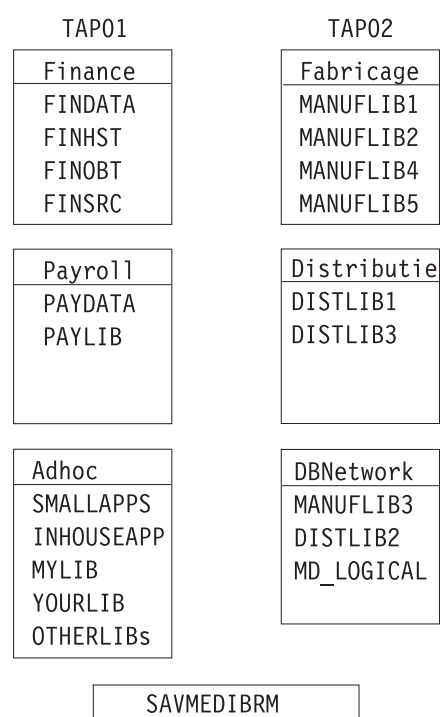 TAP01
Finance
FINDATA
FINHST
FINOBT
FINSRC
Payroll
PAYDATA
PAYLIB
Adhoc
SMALLAPPS
INHOUSEAPP
MYLIB
YOURLIB
OTHERLIBs
TAP02
Fabricage
MANUFLIB1
MANUFLIB2
MANUFLIB4
MANUFLIB5
Distributie
DISTLIB1
DISTLIB3
DBNetwork
MANUFLIB3
DISTLIB2
MD_LOGICAL
SAVMEDIBRM